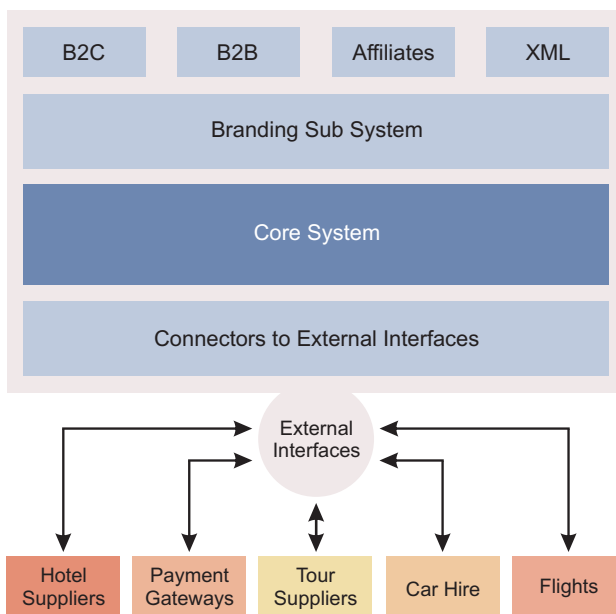 B2C
B2B
Affiliates
XML
Branding Sub System
Core System
Connectors to External Interfaces
External
Interfaces
Hotel
Suppliers
Payment
Gateways
Tour
Suppliers
Car Hire
Flights